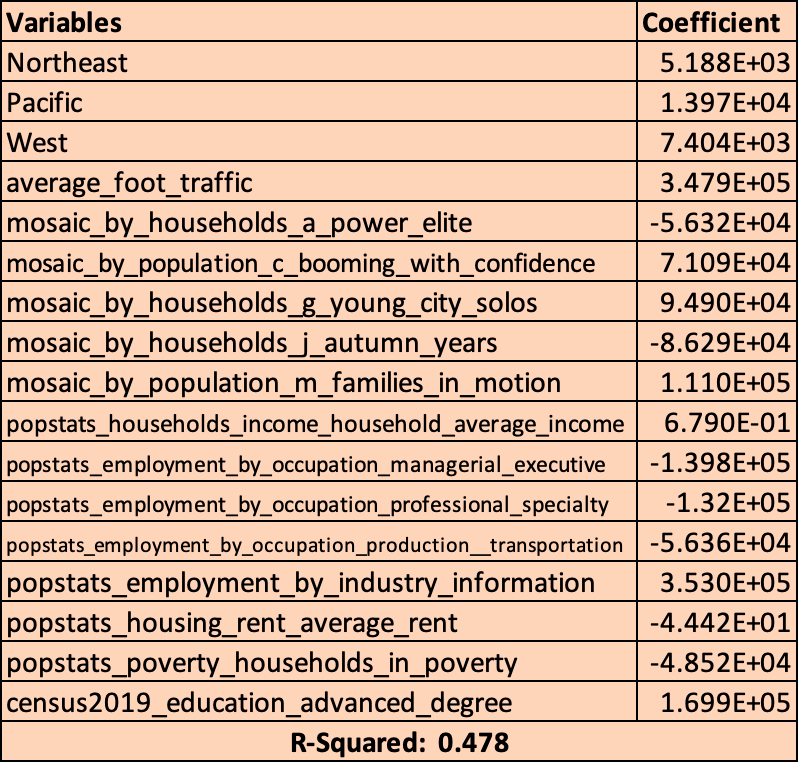 Variables Coefficient
Northeast 5.188E+03
Pacific 1.397E+04
West 7.404E+03
average_foot_traffic 3.479E+05
mosaic_by_households_a_power_elite -5.632E+04
mosaic_by_population_c_booming_with_confidence 7.109E+04
mosaic_by_households_g_young_city_solos 9.490E+04
mosaic_by_households_j_autumn_years -8.629E+04
mosaic_by_population_m_families_in_motion 1.110E+05
popstats_households_income_household_average_income 6.790E-01
popstats_employment_by_occupation_managerial_executive -1.398E+05
popstats_employment_by_occupation_professional_specialty -1.32E+05
popstats_employment_by_occupation_production__transportation -5.636E+04
popstats_employment_by_industry_information 3.530E+05
popstats_housing_rent_average_rent -4.442E+01
popstats_poverty_households_in_poverty -4.852E+04
census2019_education_advanced_degree 1.699E+05
R-Squared: 0.478